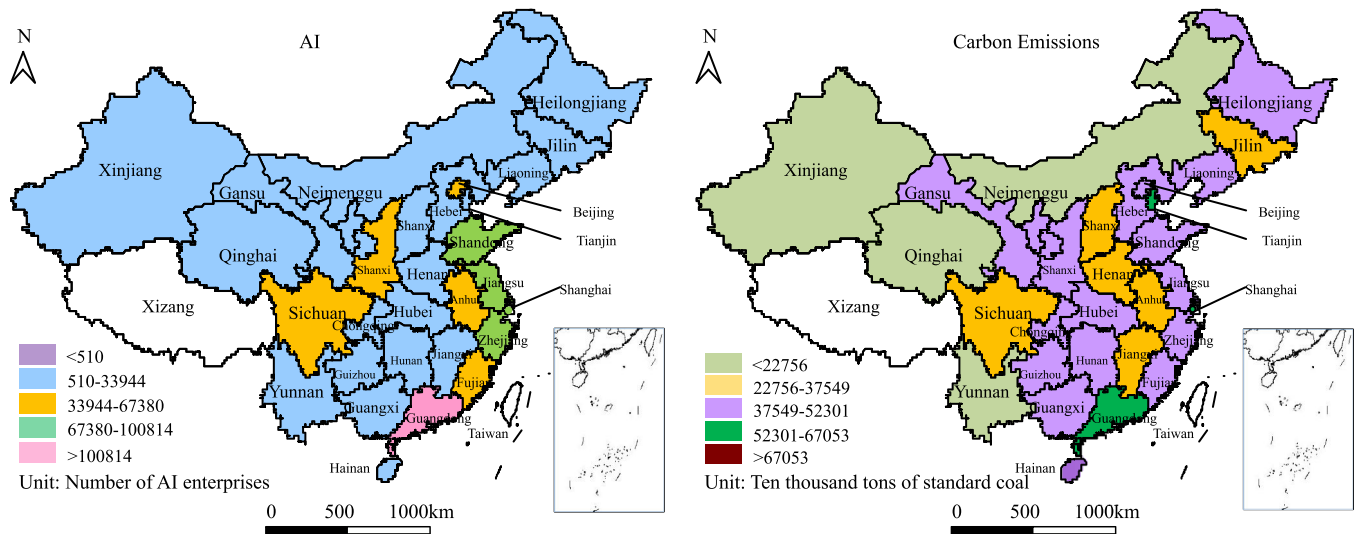 AI
N
Heilongjiang
Jilin
Xinjiang
Liaoning
Gansu
Neimenggu
Beijing
Heber
Shanxi
Tianjin
Shandong
Qinghai
Shanxi
Henan
Jiangsu
Shanghai
Xizang
Anhui
Sichuan
Hubei
Chongqing
Zhejiang
Hunan
Jiangxi
Guizhou
Fujian
Yunnan
Guangxi
Guangdong
Taiwan
Hainan
<510
510-33944
33944-67380
67380-100814
>100814
Unit: Number of AI enterprises
0 500 1000km
Carbon Emissions
N
Heilongjiang
Jilin
Xinjiang
Liaoning
Gansu
Neimenggu
Beijing
Heber
Shanxi
Tianjin
Shandong
Qinghai
Shanxi
Henan
Jiangsu
Shanghai
Xizang
Anhui
Sichuan
Hubei
Chongqing
Zhejiang
Hunan
Jiangxi
Guizhou
Fujian
Yunnan
Guangxi
Guangdong
Taiwan
Hainan
<22756
22756-37549
37549-52301
52301-67053
>67053
Unit: Ten thousand tons of standard coal
0 500 1000km